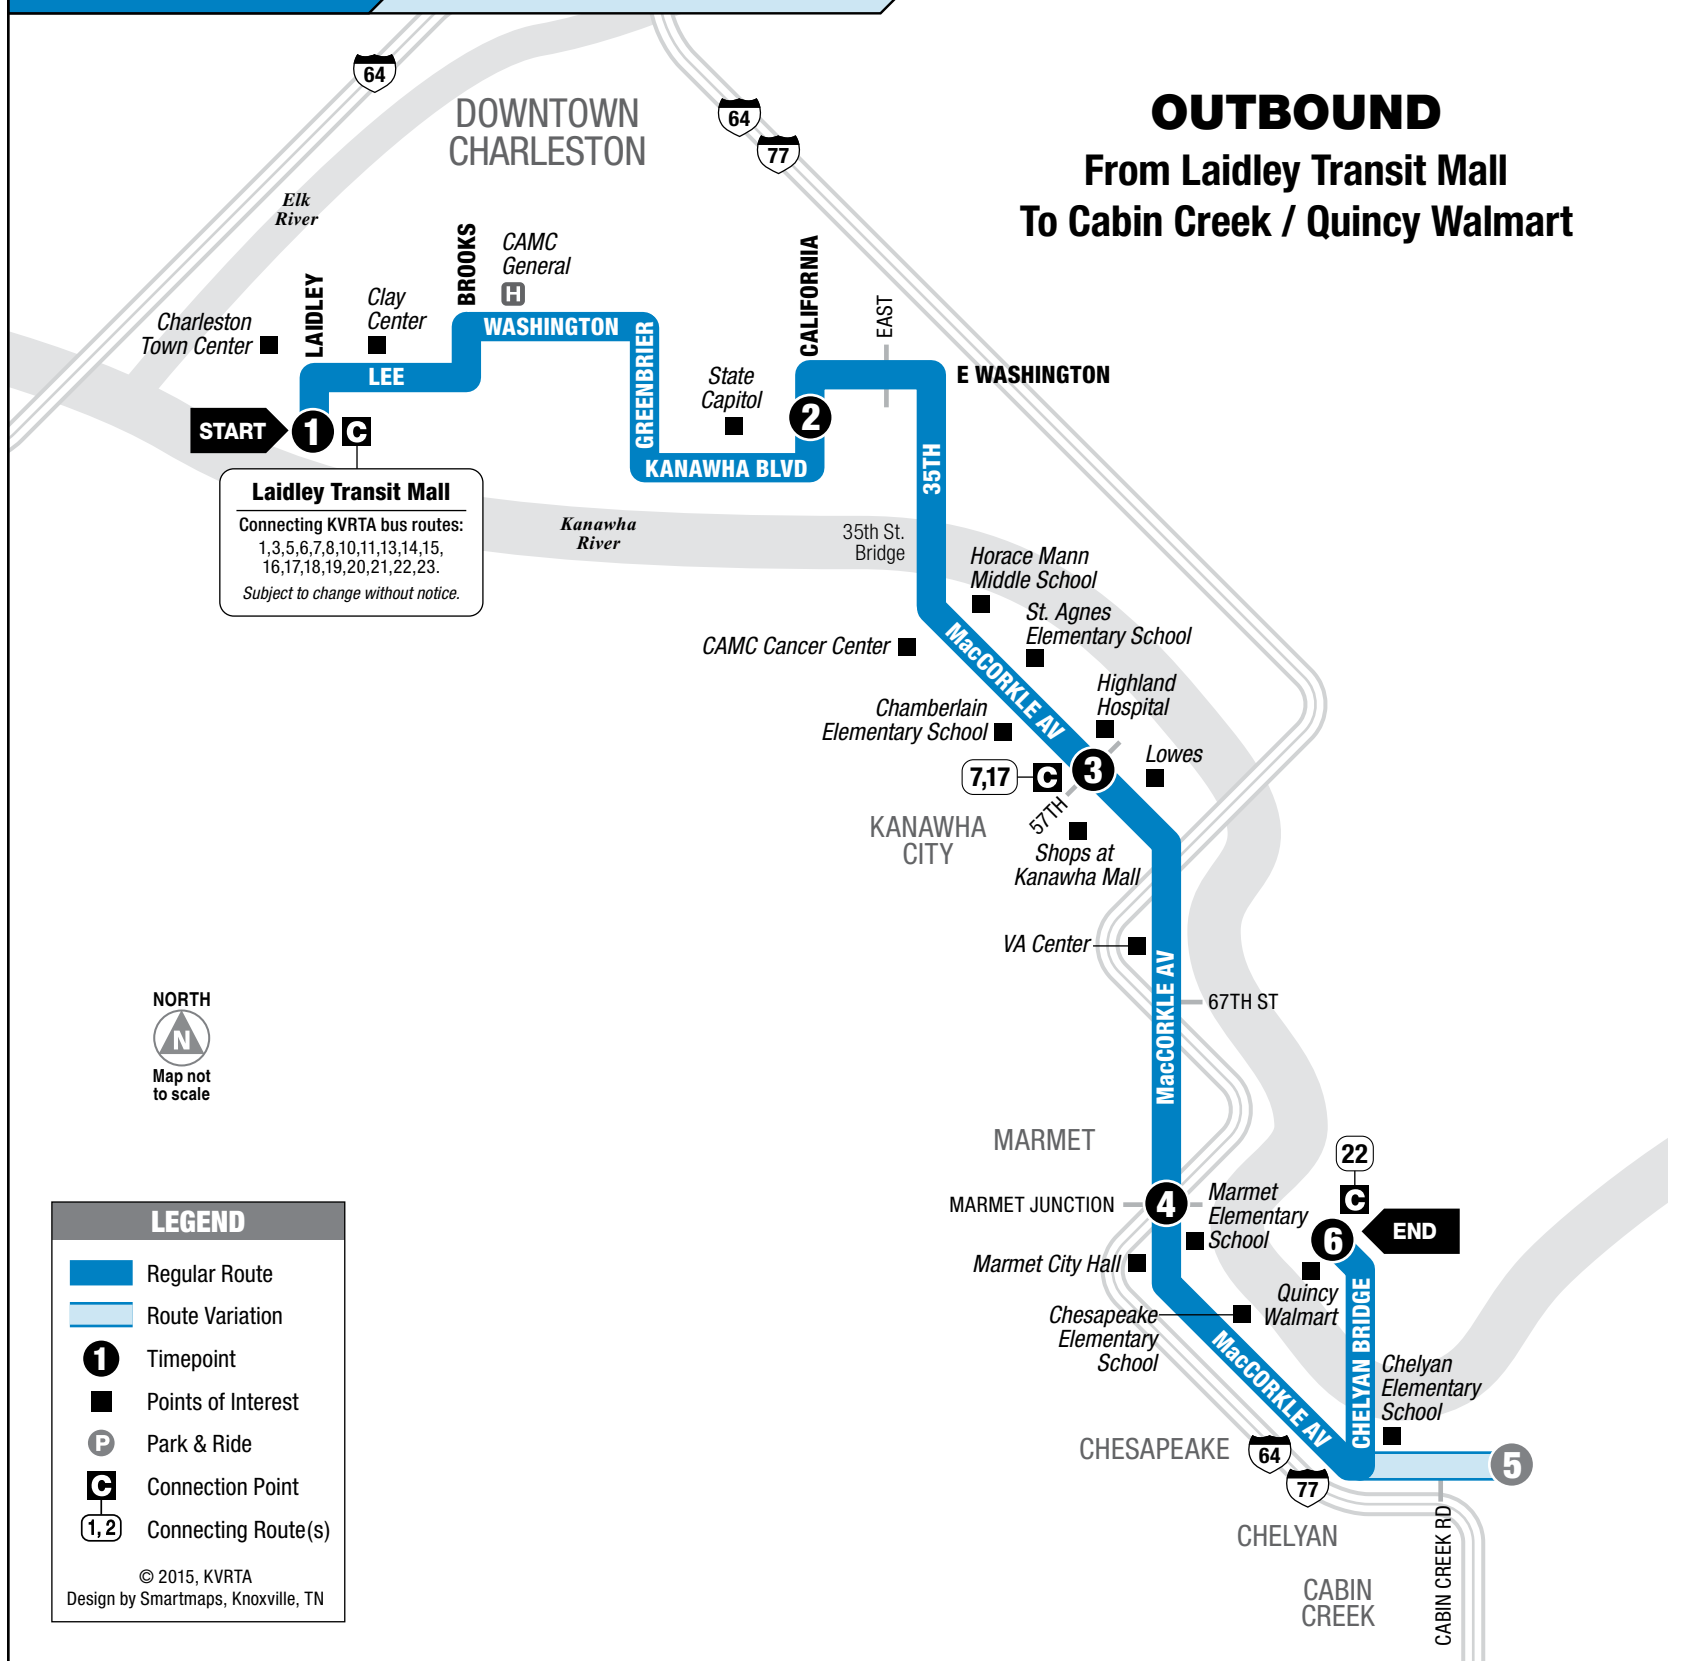 OUTBOUND
From Laidley Transit Mall
To Cabin Creek / Quincy Walmart
64
DOWNTOWN
CHARLESTON
64
77
Elk
River
LAIDLEY
BROOKS
CAMC
General
H
CALIFORNIA
EAST
Clay
Center
Charleston
Town Center
WASHINGTON
LEE
GREENBRIER
State
Capitol
E WASHINGTON
START
1
C
2
KANAWHA BLVD
35TH
Laidley Transit Mall
Connecting KVRTA bus routes:
1,3,5,6,7,8,10,11,13,14,15,
16,17,18,19,20,21,22,23.
Subject to change without notice.
Kanawha
River
35th St.
Bridge
Horace Mann
Middle School
St. Agnes
Elementary School
CAMC Cancer Center
MacCORKLE AV
Highland
Hospital
Chamberlain
Elementary School
Lowes
7,17
C
3
57TH
KANAWHA
CITY
Shops at
Kanawha Mall
VA Center
MacCORKLE AV
67TH ST
NORTH
N
Map not
to scale
MARMET
22
C
MARMET JUNCTION
4
Marmet
Elementary
School
6
END
Marmet City Hall
Quincy
Walmart
Chesapeake
Elementary
School
MacCORKLE AV
CHELYAN BRIDGE
Chelyan
Elementary
School
CHESAPEAKE
64
77
5
CHELYAN
CABIN CREEK RD
CABIN
CREEK
LEGEND
Regular Route
Route Variation
1
Timepoint
Points of Interest
P
Park & Ride
C
Connection Point
1, 2
Connecting Route(s)
© 2015, KVRTA
Design by Smartmaps, Knoxville, TN